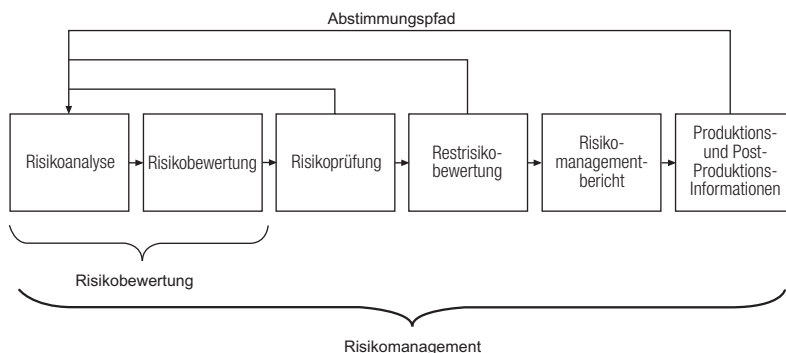 Abstimmungspfad
Risikoanalyse
Risikobewertung
Risikoprüfung
Restrisiko-
bewertung
Risiko-
management-
bericht
Produktions-
und Post-
Produktions-
Informationen
Risikobewertung
Risikomanagement